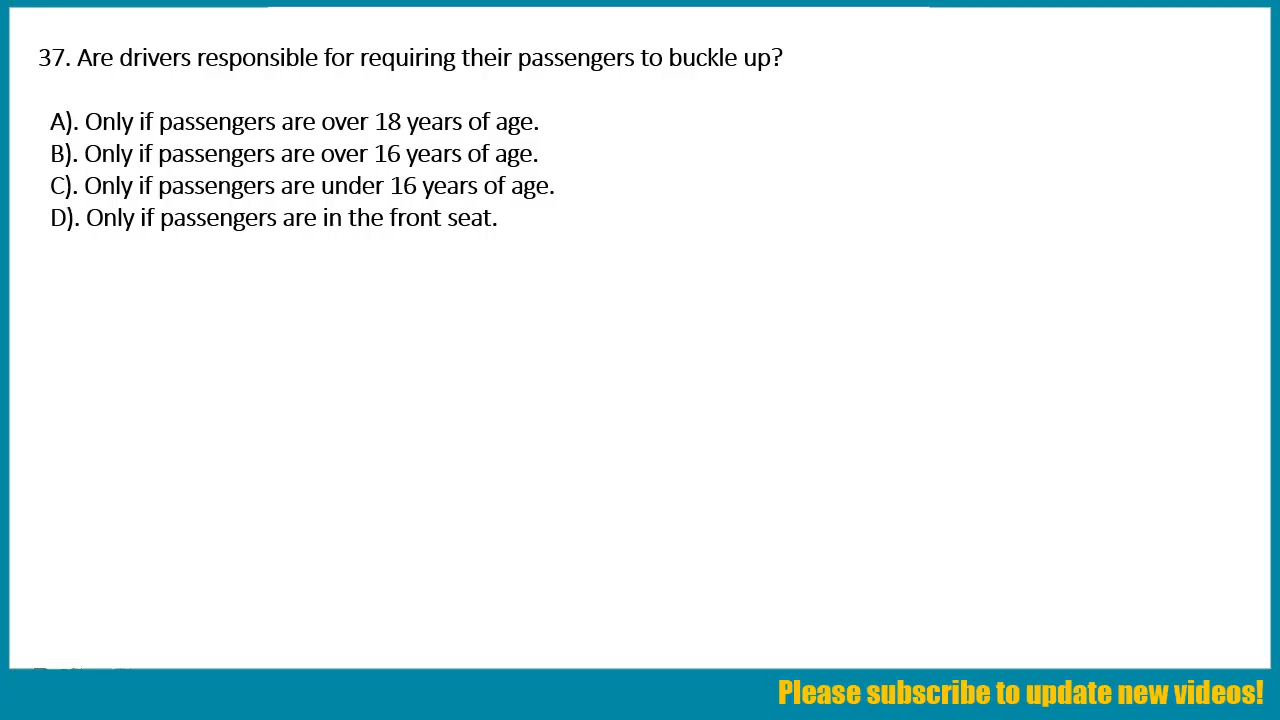 37. Are drivers responsible for requiring their passengers to buckle up?
A). Only if passengers are over 18 years of age.
B). Only if passengers are over 16 years of age.
C). Only if passengers are under 16 years of age.
D). Only if passengers are in the front seat.
Please subscribe to update new videos!